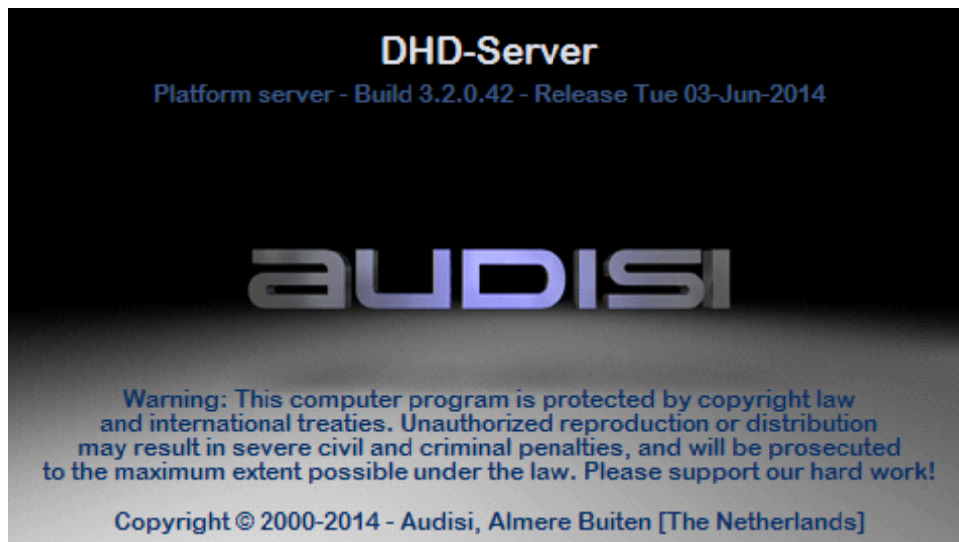 DHD-Server
Platform server - Build 3.2.0.42 - Release Tue 03-Jun-2014
AUDISI
Warning: This computer program is protected by copyright law
and international treaties. Unauthorized reproduction or distribution
may result in severe civil and criminal penalties, and will be prosecuted
to the maximum extent possible under the law. Please support our hard work!
Copyright © 2000-2014 - Audisi, Almere Buiten [The Netherlands]